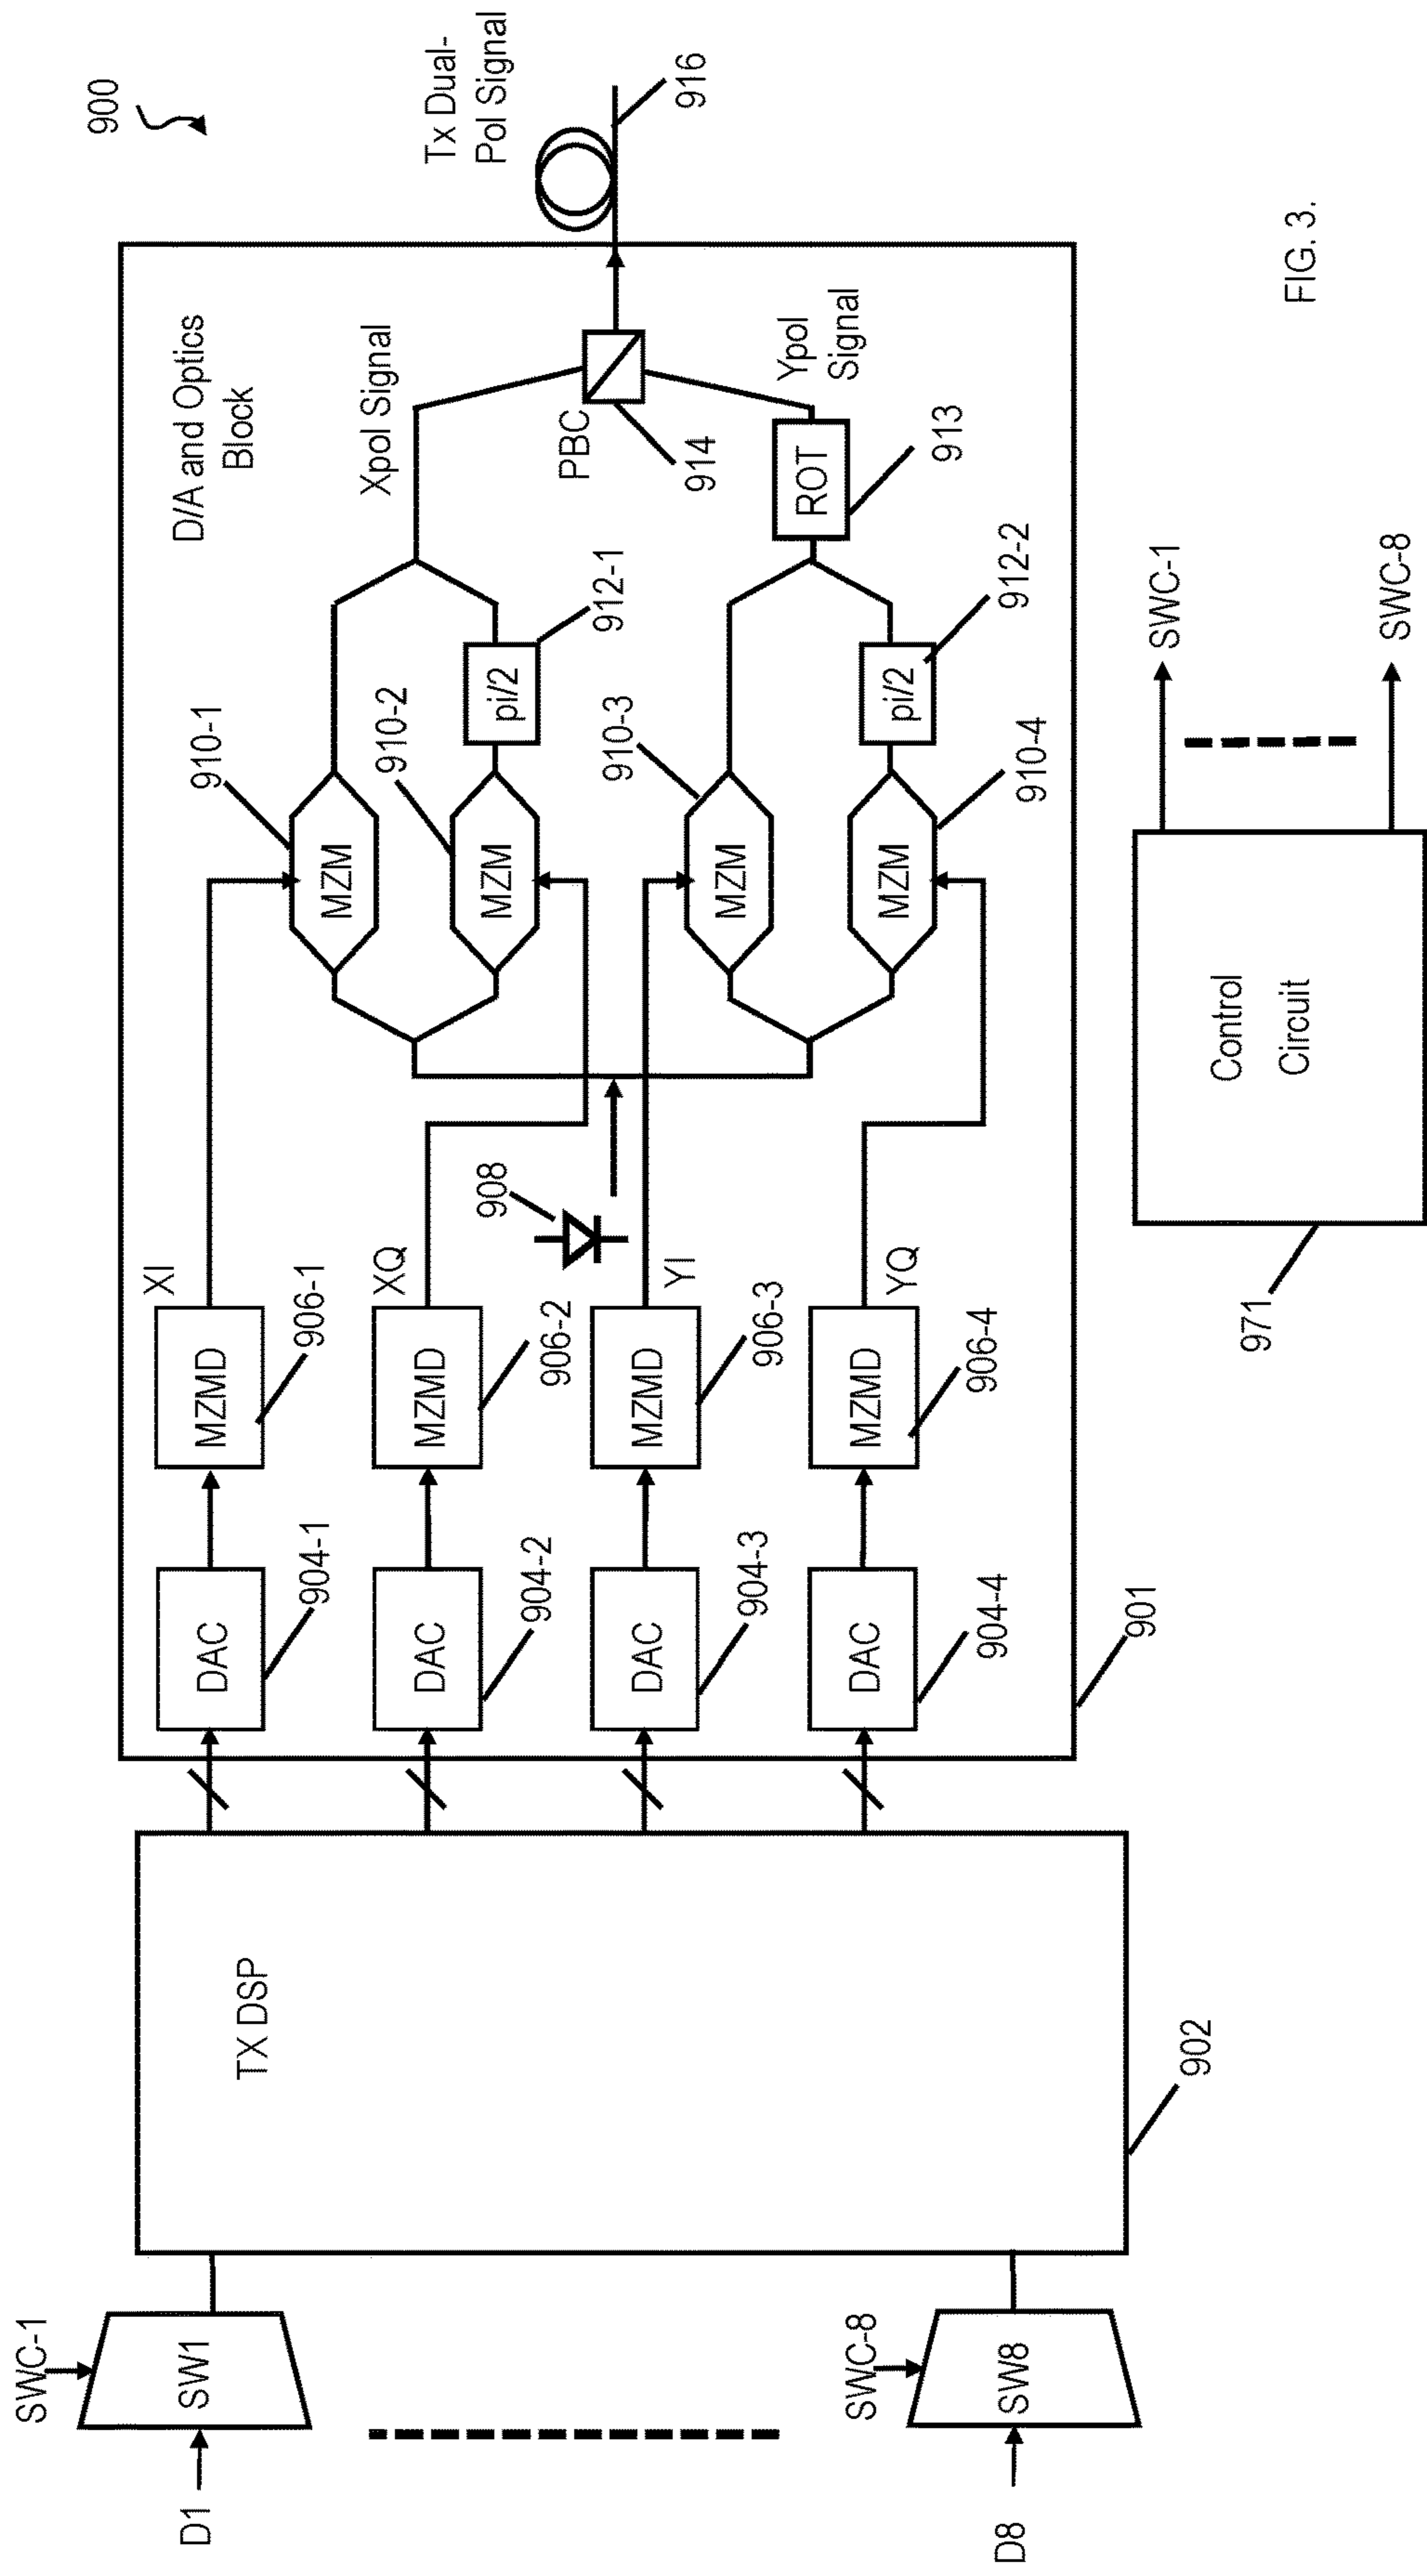 900
Tx Dual-
Pol Signal
916
D/A and Optics
Block
Xpol Signal
PBC
914
Ypol
Signal
ROT
913
910-1
MZM
910-2
MZM
pi/2
912-1
910-3
MZM
910-4
MZM
pi/2
912-2
908
XI
MZMD
906-1
XQ
MZMD
906-2
YI
MZMD
906-3
YQ
MZMD
906-4
DAC
904-1
DAC
904-2
DAC
904-3
DAC
904-4
901
TX DSP
902
SWC-1
SW1
D1
SWC-8
SW8
D8
Control
Circuit
971
SWC-1
SWC-8
FIG. 3.